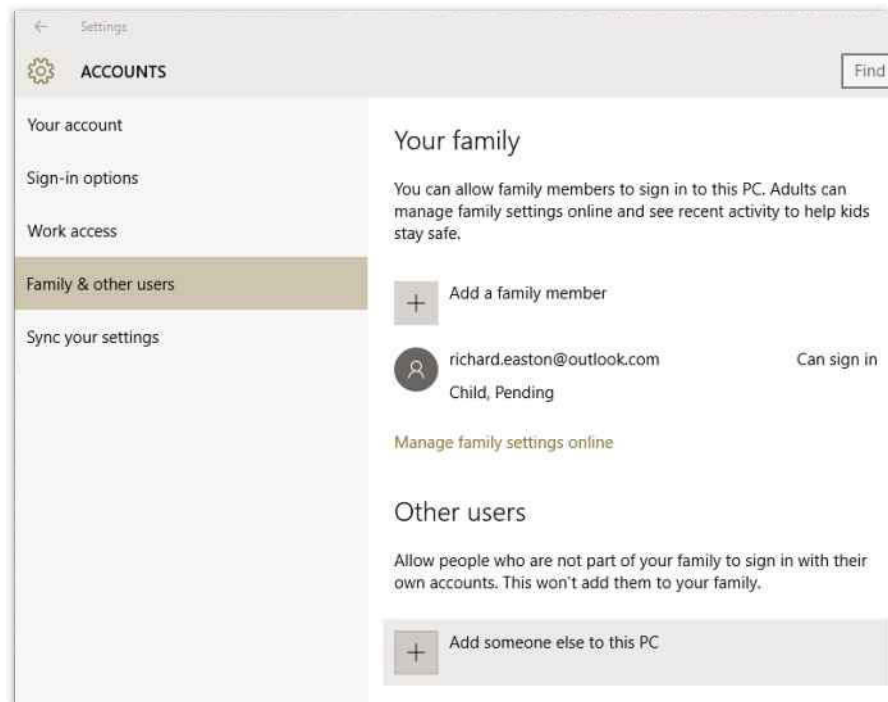 Settings
ACCOUNTS
Find
Your account
Sign-in options
Work access
Family & other users
Sync your settings
Your family
You can allow family members to sign in to this PC. Adults can
manage family settings online and see recent activity to help kids
stay safe.
Add a family member
richard.easton@outlook.com
Can sign in
Child, Pending
Manage family settings online
Other users
Allow people who are not part of your family to sign in with their
own accounts. This won't add them to your family.
Add someone else to this PC